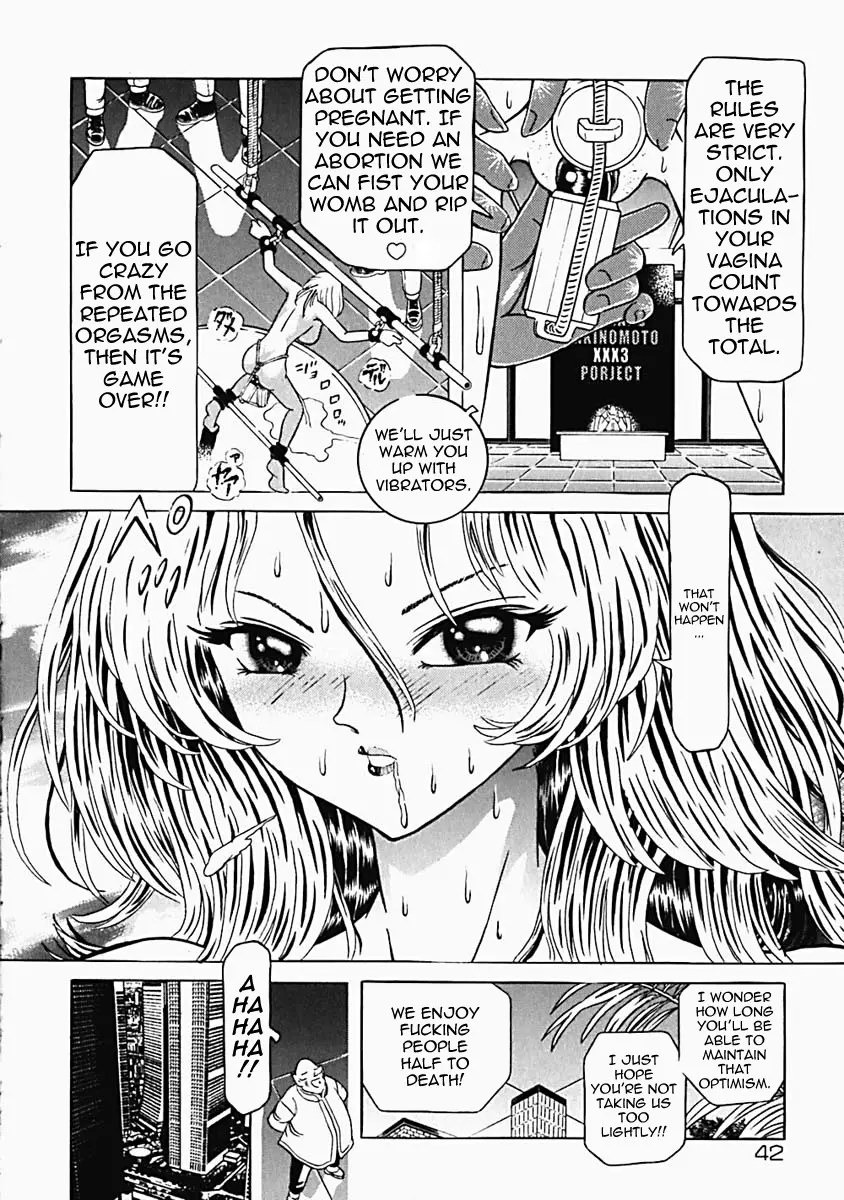 THE
RULES
ARE VERY
STRICT.
ONLY
EJACULA-
TIONS IN
YOUR
VAGINA
COUNT
TOWARDS
THE
TOTAL.
DON'T WORRY
ABOUT GETTING
PREGNANT. IF
YOU NEED AN
ABORTION WE
CAN FIST YOUR
WOMB AND RIP
IT OUT.
♡
KINOMOTO
XXX3
PORJECT
IF YOU GO
CRAZY
FROM THE
REPEATED
ORGASMS,
THEN IT'S
GAME
OVER!!
WE'LL JUST
WARM YOU
UP WITH
VIBRATORS.
THAT
WON'T
HAPPEN
...
I WONDER
HOW LONG
YOU'LL BE
ABLE TO
MAINTAIN
THAT
OPTIMISM.
I JUST
HOPE
YOU'RE NOT
TAKING US
TOO
LIGHTLY!!
WE ENJOY
FUCKING
PEOPLE
HALF TO
DEATH!
A
HA
HA
HA!!
42